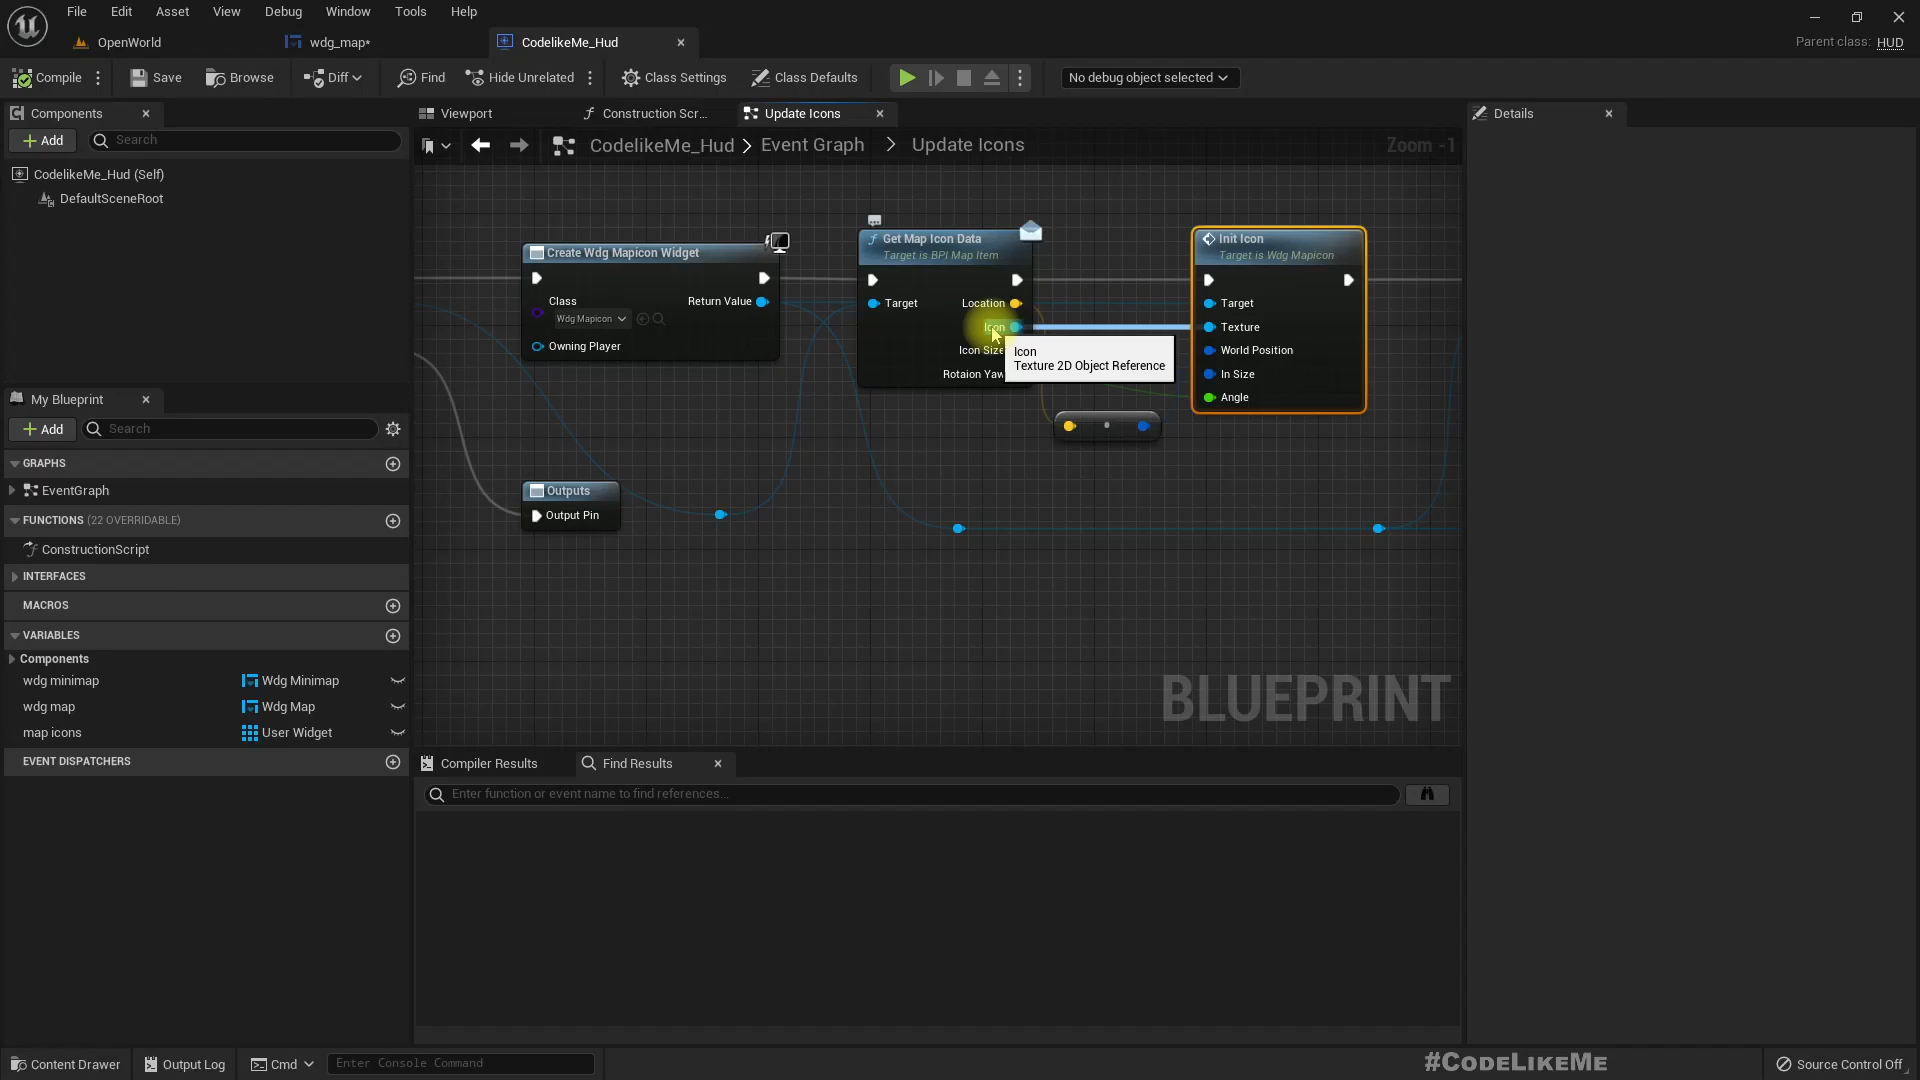 File Edit Asset View Debug Window Tools Help
OpenWorld wdg_map* CodelikeMe_Hud Parent class: HUD
Compile Save Browse Diff Find Hide Unrelated Class Settings Class Defaults No debug object selected
Components Viewport Construction Scr... Update Icons Details
Add Search
CodelikeMe_Hud > Event Graph > Update Icons Zoom -1
CodelikeMe_Hud (Self)
DefaultSceneRoot
Create Wdg Mapicon Widget
Class Return Value
Wdg Mapicon
Owning Player
Get Map Icon Data
Target is BPI Map Item
Target Location
Icon
Icon Size
Rotaion Yaw
Icon
Texture 2D Object Reference
Init Icon
Target is Wdg Mapicon
Target
Texture
World Position
In Size
Angle
Outputs
Output Pin
BLUEPRINT
My Blueprint
Add Search
GRAPHS
EventGraph
FUNCTIONS (22 OVERRIDABLE)
ConstructionScript
INTERFACES
MACROS
VARIABLES
Components
wdg minimap Wdg Minimap
wdg map Wdg Map
map icons User Widget
EVENT DISPATCHERS
Compiler Results Find Results
Enter function or event name to find references...
Content Drawer Output Log Cmd Enter Console Command #CODELIKEME Source Control Off